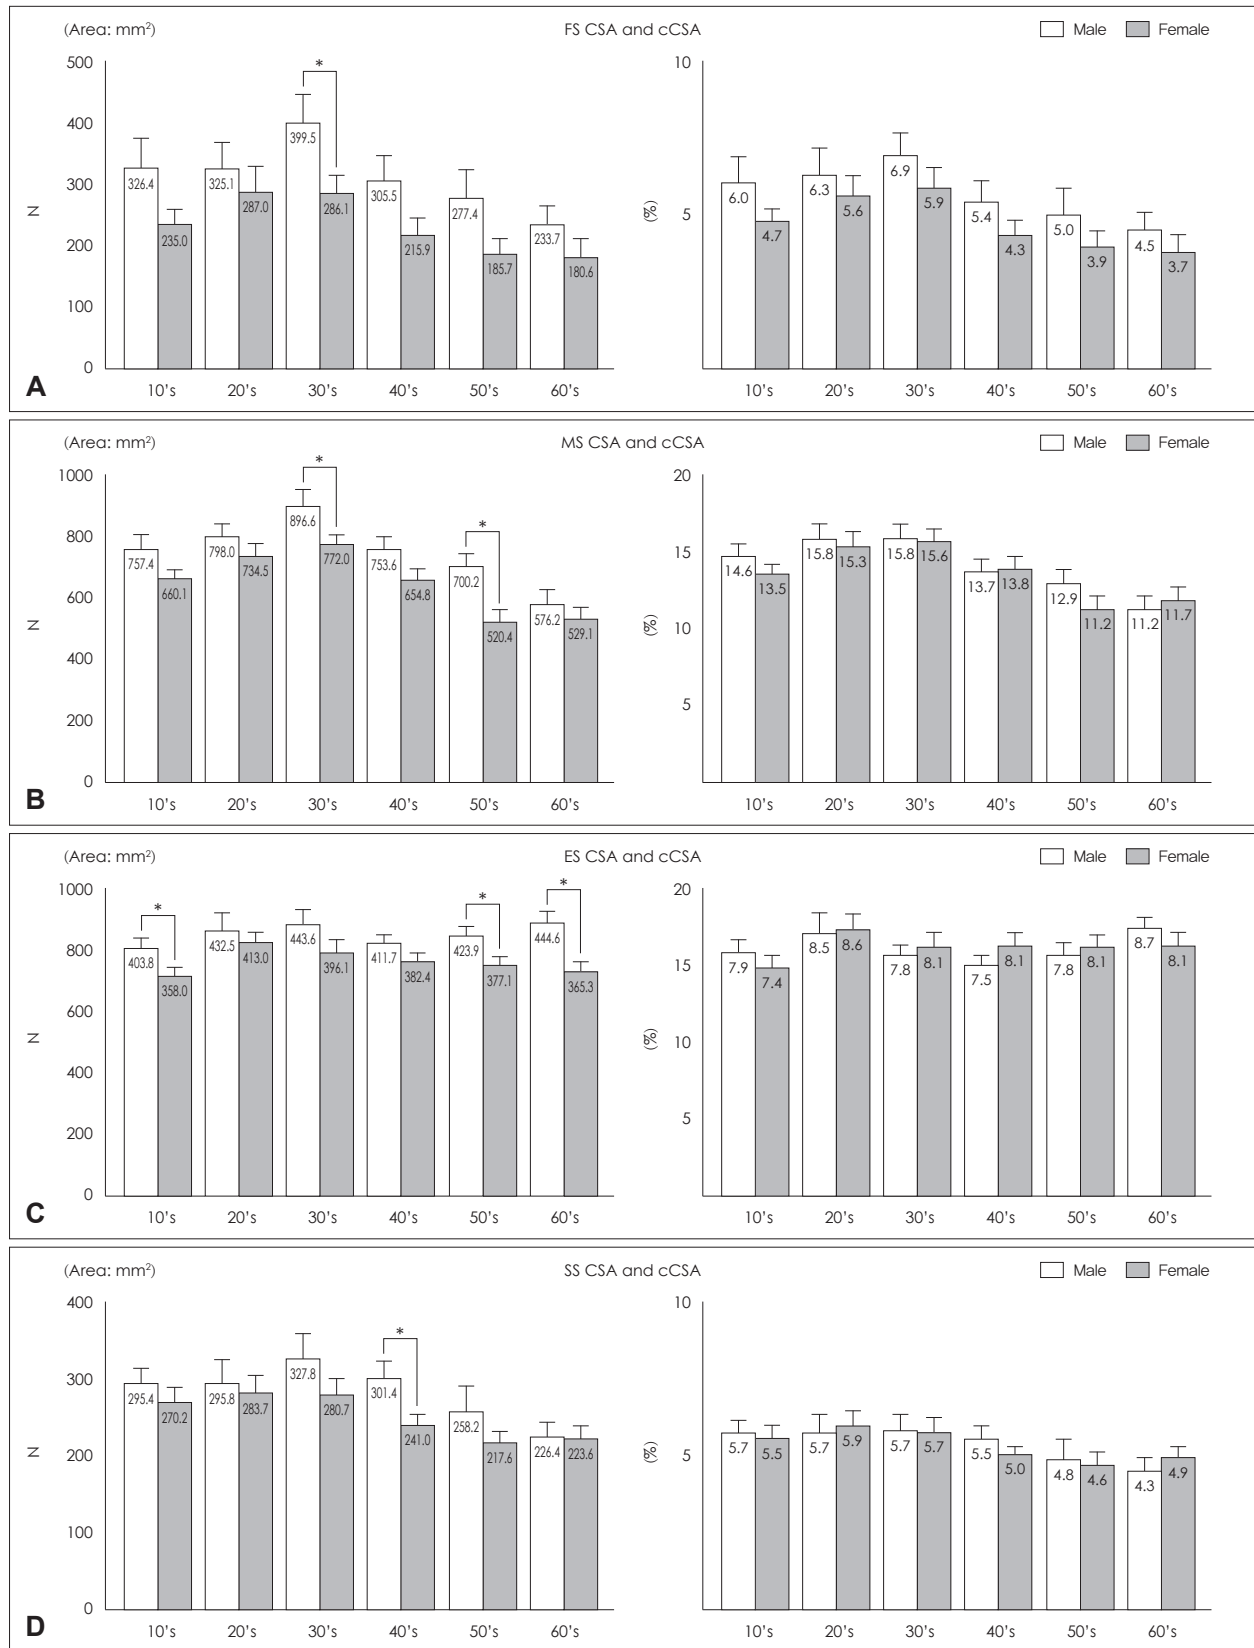 (Area: mm²) FS CSA and cCSA Male Female
500 10
*
400
399.5
300 326.4 325.1 287.0 286.1 305.5 277.4 6.0 6.3 6.9
N 235.0 215.9 233.7 (%) 5 4.7 5.6 5.9 5.4 5.0 4.5
200 185.7 180.6 4.3 3.9 3.7
100
0
A 10's 20's 30's 40's 50's 60's 10's 20's 30's 40's 50's 60's
(Area: mm²) MS CSA and cCSA Male Female
1000 * 20
*
800 896.6
757.4 798.0 734.5 772.0 753.6 700.2 15 14.6 13.5 15.8 15.3 15.8 15.6 13.7 13.8 12.9
N 600 660.1 654.8 520.4 576.2 529.1 (%) 10 11.2 11.2 11.7
400
5
200
0
B 10's 20's 30's 40's 50's 60's 10's 20's 30's 40's 50's 60's
(Area: mm²) ES CSA and cCSA Male Female
1000 * * * 20
800 403.8 358.0 432.5 413.0 443.6 396.1 411.7 382.4 423.9 377.1 444.6 365.3 15 7.9 7.4 8.5 8.6 7.8 8.1 7.5 8.1 7.8 8.1 8.7 8.1
600
N (%) 10
400
5
200
0
C 10's 20's 30's 40's 50's 60's 10's 20's 30's 40's 50's 60's
(Area: mm²) SS CSA and cCSA Male Female
400 10
*
300 295.4 270.2 295.8 283.7 327.8 280.7 301.4 241.0 258.2
N 200 217.6 226.4 223.6 (%) 5 5.7 5.5 5.7 5.9 5.7 5.7 5.5 5.0 4.8 4.6 4.3 4.9
100
0
D 10's 20's 30's 40's 50's 60's 10's 20's 30's 40's 50's 60's